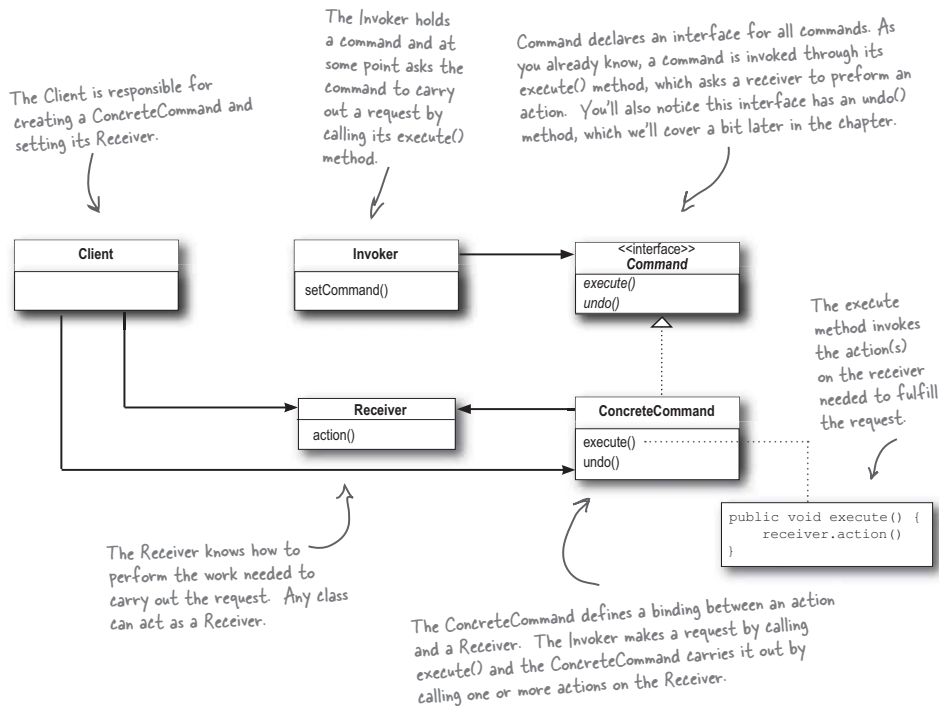 The Client is responsible for
creating a ConcreteCommand and
setting its Receiver.
The Invoker holds
a command and at
some point asks the
command to carry
out a request by
calling its execute()
method.
Command declares an interface for all commands. As
you already know, a command is invoked through its
execute() method, which asks a receiver to preform an
action. You'll also notice this interface has an undo()
method, which we'll cover a bit later in the chapter.
Client
Invoker
setCommand()
<<interface>>
Command
execute()
undo()
The execute
method invokes
the action(s)
on the receiver
needed to fulfill
the request.
Receiver
action()
ConcreteCommand
execute()
undo()
public void execute() {
receiver.action()
}
The Receiver knows how to
perform the work needed to
carry out the request. Any class
can act as a Receiver.
The ConcreteCommand defines a binding between an action
and a Receiver. The Invoker makes a request by calling
execute() and the ConcreteCommand carries it out by
calling one or more actions on the Receiver.